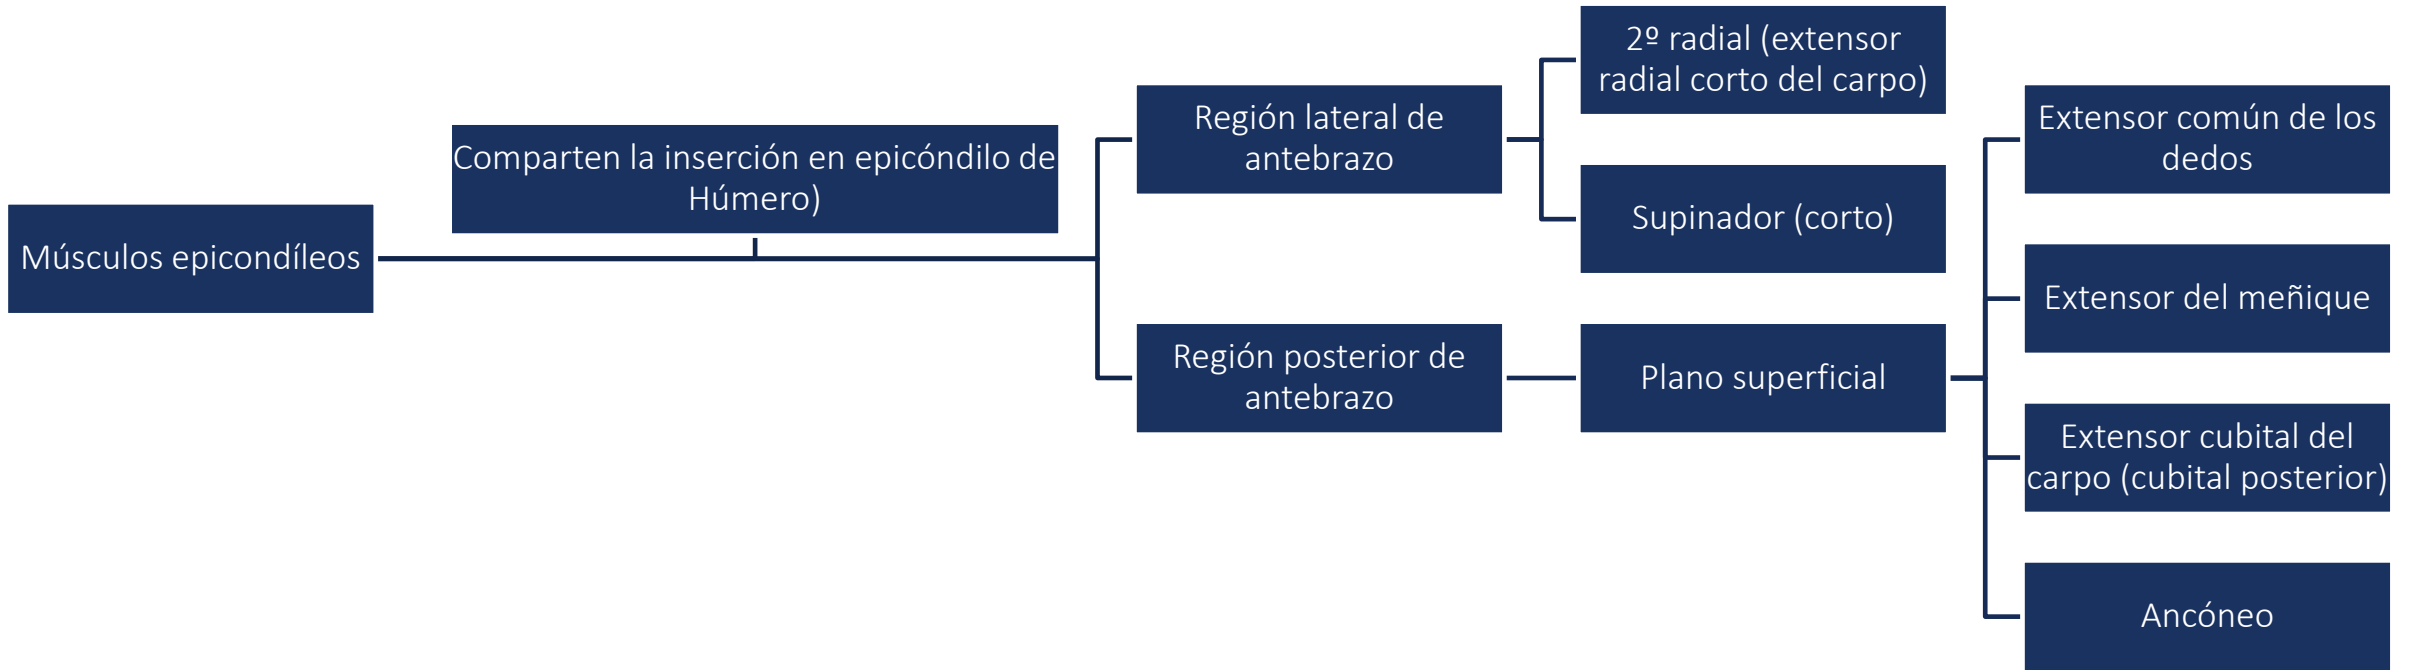 Músculos epicondíleos
Comparten la inserción en epicóndilo de
Húmero)
Región lateral de
antebrazo
2º radial (extensor
radial corto del carpo)
Supinador (corto)
Región posterior de
antebrazo
Plano superficial
Extensor común de los
dedos
Extensor del meñique
Extensor cubital del
carpo (cubital posterior)
Ancóneo